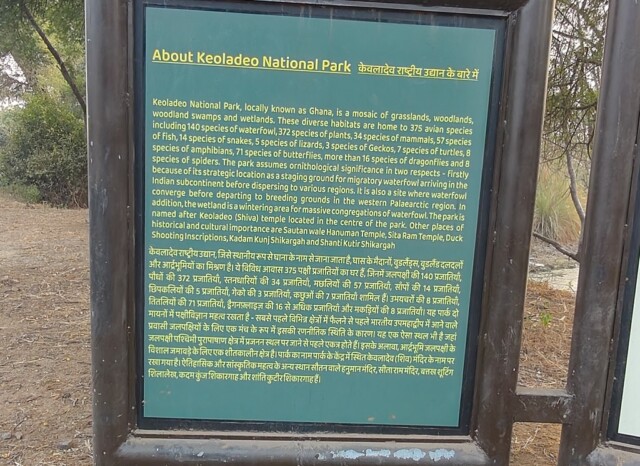 About Keoladeo National Park केवलादेव राष्ट्रीय उद्यान के बारे में
Keoladeo National Park, locally known as Ghana, is a mosaic of grasslands, woodlands,
woodland swamps and wetlands. These diverse habitats are home to 375 avian species
including 140 species of waterfowl, 372 species of plants, 34 species of mammals, 57 species
of fish, 14 species of snakes, 5 species of lizards, 3 species of Geckos, 7 species of turtles, 8
species of amphibians, 71 species of butterflies, more than 16 species of dragonflies and 8
species of spiders. The park assumes ornithological significance in two respects - firstly
because of its strategic location as a staging ground for migratory waterfowl arriving in the
Indian subcontinent before dispersing to various regions. It is also a site where waterfowl
converge before departing to breeding grounds in the western Palaearctic region. In
addition, the wetland is a wintering area for massive congregations of waterfowl. The park is
named after Keoladeo (Shiva) temple located in the centre of the park. Other places of
historical and cultural importance are Sautan wale Hanuman Temple, Sita Ram Temple, Duck
Shooting Inscriptions, Kadam Kunj Shikargah and Shanti Kutir Shikargah
केवलादेव राष्ट्रीय उद्यान, जिसे स्थानीय रूप से घाना के नाम से जाना जाता है, घास के मैदानों, वूडलैंड्स, वुडलैंड दलदलों
और आर्द्रभूमियों का मिश्रण है। ये विविध आवास 375 पक्षी प्रजातियों का घर हैं, जिनमें जलपक्षी की 140 प्रजातियाँ,
पौधों की 372 प्रजातियाँ, स्तनधारियों की 34 प्रजातियाँ, मछलियों की 57 प्रजातियाँ, साँपों की 14 प्रजातियाँ,
छिपकलियों की 5 प्रजातियाँ, गेको की 3 प्रजातियाँ, कछुओं की 7 प्रजातियाँ शामिल हैं। उभयचरों की 8 प्रजातियाँ,
तितलियों की 71 प्रजातियाँ, ड्रैगनफ़्लाइज़ की 16 से अधिक प्रजातियाँ और मकड़ियों की 8 प्रजातियाँ। यह पार्क दो
मायनों में पक्षीविज्ञान महत्व रखता है - सबसे पहले विभिन्न क्षेत्रों में फैलने से पहले भारतीय उपमहाद्वीप में आने वाले
प्रवासी जलपक्षियों के लिए एक मंच के रूप में इसकी रणनीतिक स्थिति के कारण। यह एक ऐसा स्थल भी है जहां
जलपक्षी पश्चिमी पुरापाषाण क्षेत्र में प्रजनन स्थल पर जाने से पहले एकत्र होते हैं। इसके अलावा, आर्द्रभूमि जलपक्षी के
विशाल जमावड़े के लिए एक शीतकालीन क्षेत्र है। पार्क का नाम पार्क के केंद्र में स्थित केवलादेव (शिव) मंदिर के नाम पर
रखा गया है। ऐतिहासिक और सांस्कृतिक महत्व के अन्य स्थान सौतन वाले हनुमान मंदिर, सीता राम मंदिर, बत्तख शूटिंग
शिलालेख, कदम कुंज शिकारगाह और शांति कुटीर शिकारगाह हैं।